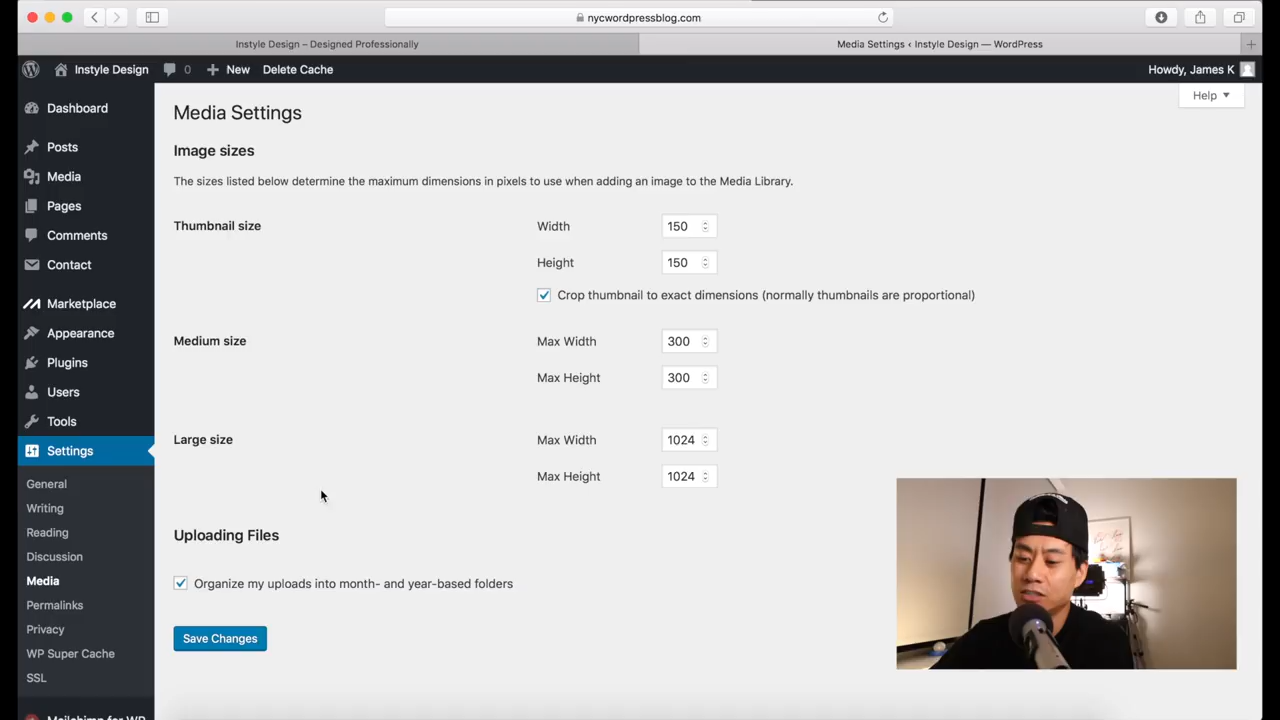 nycwordpressblog.com
Instyle Design – Designed Professionally
Media Settings ‹ Instyle Design — WordPress
Instyle Design 0 New Delete Cache Howdy, James K
Help
Dashboard
Posts
Media
Pages
Comments
Contact
Marketplace
Appearance
Plugins
Users
Tools
Settings
General
Writing
Reading
Discussion
Media
Permalinks
Privacy
WP Super Cache
SSL
Mailchimp for WP
Media Settings
Image sizes
The sizes listed below determine the maximum dimensions in pixels to use when adding an image to the Media Library.
Thumbnail size Width 150
Height 150
Crop thumbnail to exact dimensions (normally thumbnails are proportional)
Medium size Max Width 300
Max Height 300
Large size Max Width 1024
Max Height 1024
Uploading Files
Organize my uploads into month- and year-based folders
Save Changes